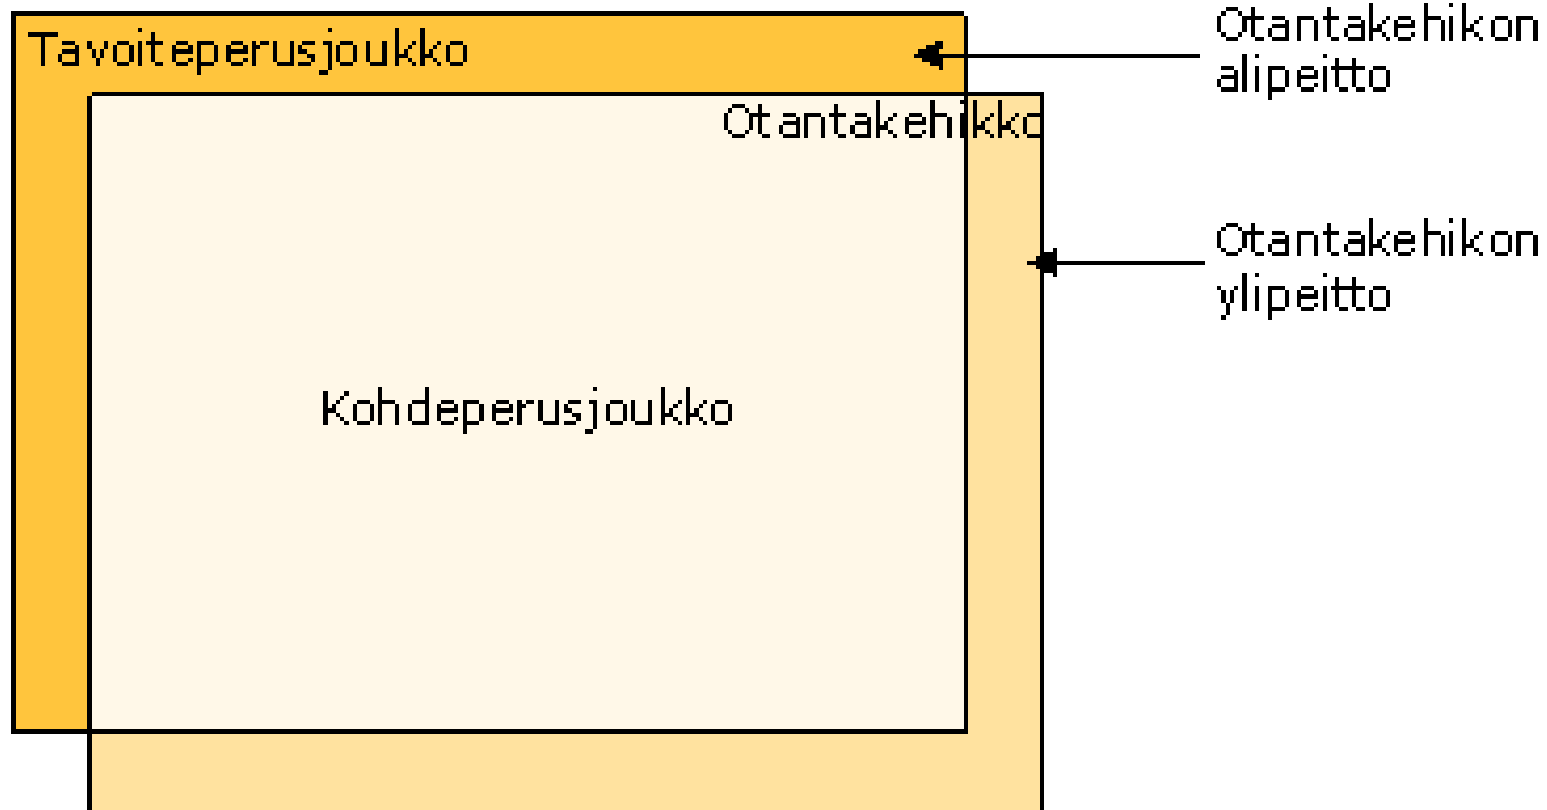 Tavoiteperusjoukko
Otantakehikon
alipeitto
Otantakehikko
Otantakehikon
ylipeitto
Kohdeperusjoukko